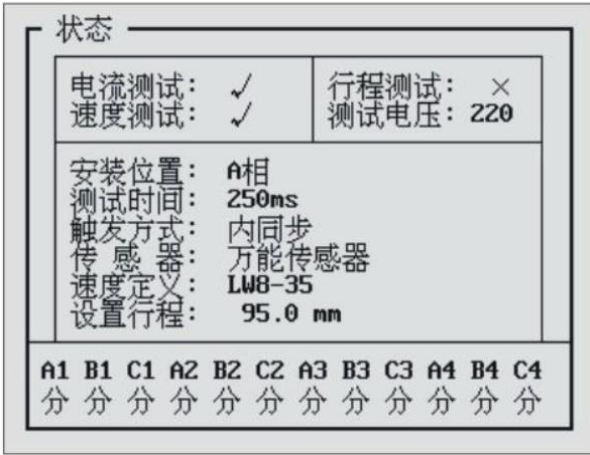 状态
电流测试: ✓ 行程测试: ×
速度测试: ✓ 测试电压: 220
安装位置: A相
测试时间: 250ms
触发方式: 内同步
传 感 器: 万能传感器
速度定义: LW8-35
设置行程: 95.0 mm
A1 B1 C1 A2 B2 C2 A3 B3 C3 A4 B4 C4
分 分 分 分 分 分 分 分 分 分 分 分